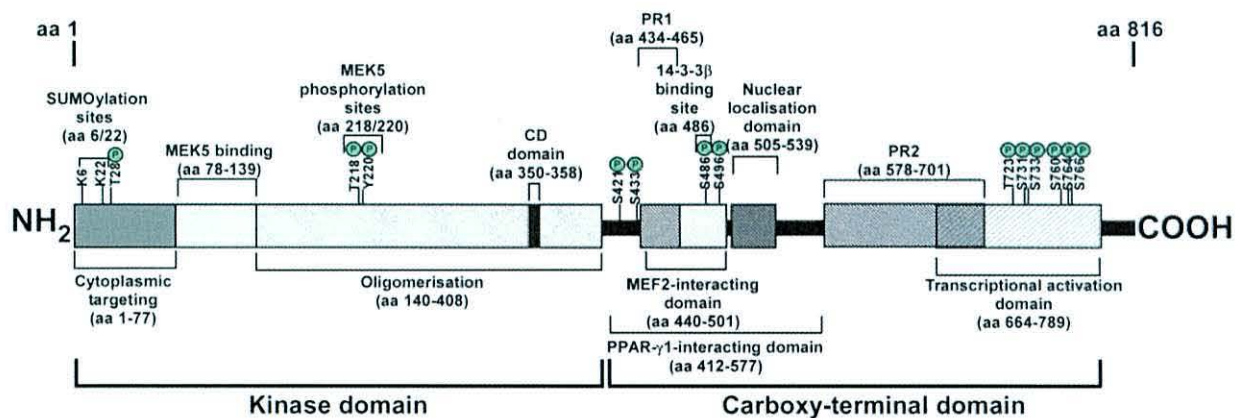 aa 1
aa 816
PR1
(aa 434-465)
SUMOylation
sites
(aa 6/22)
MEK5
phosphorylation
sites
(aa 218/220)
14-3-3β
binding
site
(aa 486)
Nuclear
localisation
domain
(aa 505-539)
MEK5 binding
(aa 78-139)
CD
domain
(aa 350-358)
PR2
(aa 578-701)
P P P P P P P P P P P P P
K6 K22 T28 T218 Y220 S421 S433 S486 S496 T723 S731 S733 S760 S764 S766
NH2
COOH
Cytoplasmic
targeting
(aa 1-77)
Oligomerisation
(aa 140-408)
MEF2-interacting
domain
(aa 440-501)
PPAR-γ1-interacting domain
(aa 412-577)
Transcriptional activation
domain
(aa 664-789)
Kinase domain
Carboxy-terminal domain